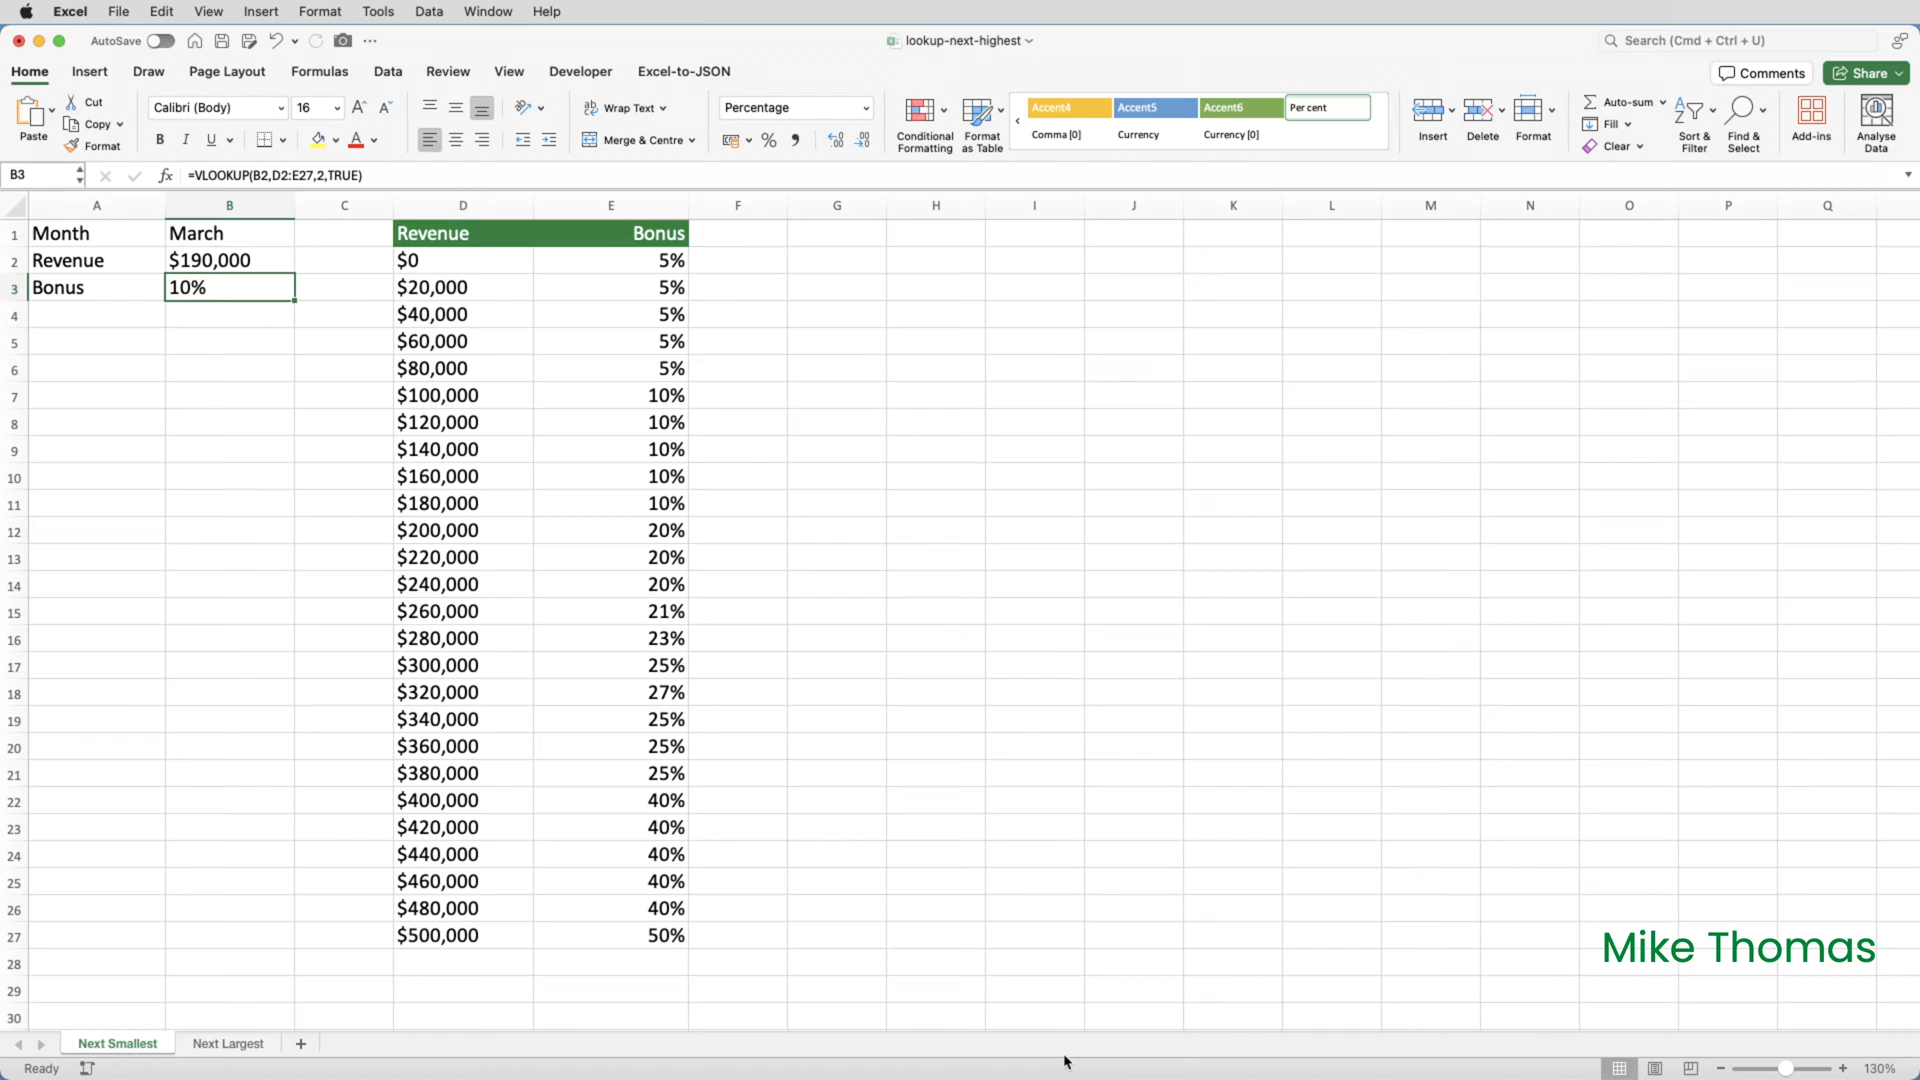 Excel File Edit View Insert Format Tools Data Window Help
AutoSave lookup-next-highest Search (Cmd + Ctrl + U)
Home Insert Draw Page Layout Formulas Data Review View Developer Excel-to-JSON Comments Share
Paste Cut Copy Format Calibri (Body) 16 B I U Wrap Text Merge & Centre Percentage Conditional Formatting Format as Table Accent4 Accent5 Accent6 Per cent Comma [0] Currency Currency [0] Insert Delete Format Auto-sum Fill Clear Sort & Filter Find & Select Add-ins Analyse Data
B3 fx =VLOOKUP(B2,D2:E27,2,TRUE)
A B C D E F G H I J K L M N O P Q
1 Month March Revenue Bonus
2 Revenue $190,000 $0 5%
3 Bonus 10% $20,000 5%
4 $40,000 5%
5 $60,000 5%
6 $80,000 5%
7 $100,000 10%
8 $120,000 10%
9 $140,000 10%
10 $160,000 10%
11 $180,000 10%
12 $200,000 20%
13 $220,000 20%
14 $240,000 20%
15 $260,000 21%
16 $280,000 23%
17 $300,000 25%
18 $320,000 27%
19 $340,000 25%
20 $360,000 25%
21 $380,000 25%
22 $400,000 40%
23 $420,000 40%
24 $440,000 40%
25 $460,000 40%
26 $480,000 40%
27 $500,000 50%
Mike Thomas
28
29
30
Next Smallest Next Largest +
Ready 130%